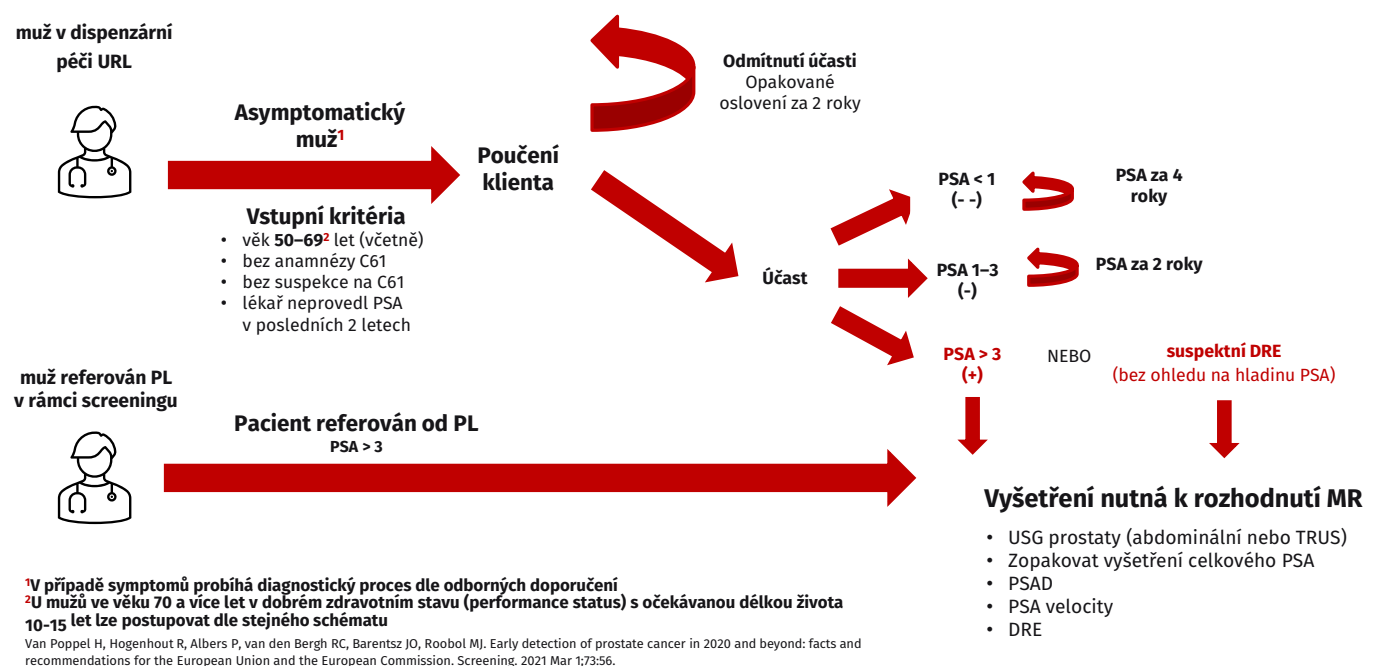 muž v dispenzární
péči URL
Asymptomatický
muž¹
Vstupní kritéria
• věk 50–69² let (včetně)
• bez anamnézy C61
• bez suspekce na C61
• lékař neprovedl PSA
v posledních 2 letech
Poučení
klienta
Odmítnutí účasti
Opakované
oslovení za 2 roky
Účast
PSA < 1
(- -)
PSA za 4
roky
PSA 1–3
(-)
PSA za 2 roky
PSA > 3
(+)
NEBO
suspektní DRE
(bez ohledu na hladinu PSA)
muž referován PL
v rámci screeningu
Pacient referován od PL
PSA > 3
Vyšetření nutná k rozhodnutí MR
• USG prostaty (abdominální nebo TRUS)
• Zopakovat vyšetření celkového PSA
• PSAD
• PSA velocity
• DRE
¹V případě symptomů probíhá diagnostický proces dle odborných doporučení
²U mužů ve věku 70 a více let v dobrém zdravotním stavu (performance status) s očekávanou délkou života
10-15 let lze postupovat dle stejného schématu
Van Poppel H, Hogenhout R, Albers P, van den Bergh RC, Barentsz JO, Roobol MJ. Early detection of prostate cancer in 2020 and beyond: facts and
recommendations for the European Union and the European Commission. Screening. 2021 Mar 1;73:56.